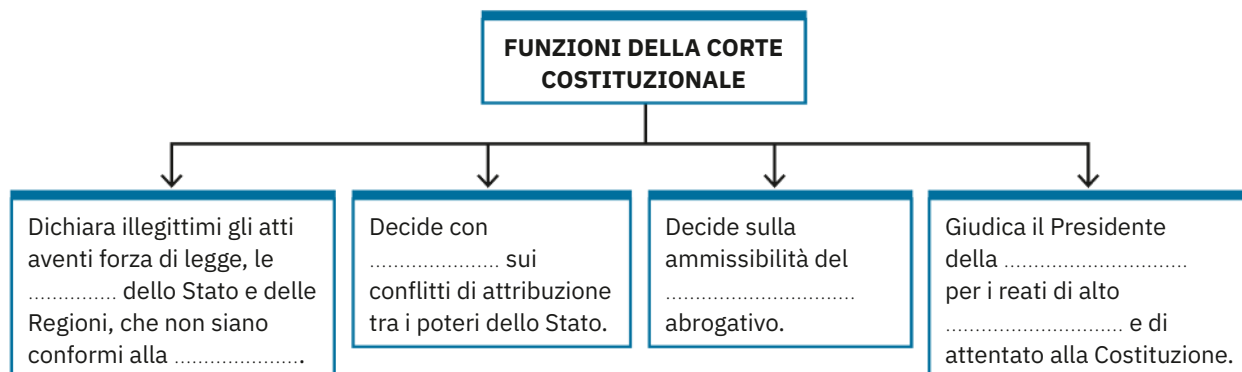 FUNZIONI DELLA CORTE
COSTITUZIONALE
Dichiara illegittimi gli atti
aventi forza di legge, le
............... dello Stato e delle
Regioni, che non siano
conformi alla .....................
Decide con
...................... sui
conflitti di attribuzione
tra i poteri dello Stato.
Decide sulla
ammissibilità del
................................
abrogativo.
Giudica il Presidente
della ...............................
per i reati di alto
.............................. e di
attentato alla Costituzione.